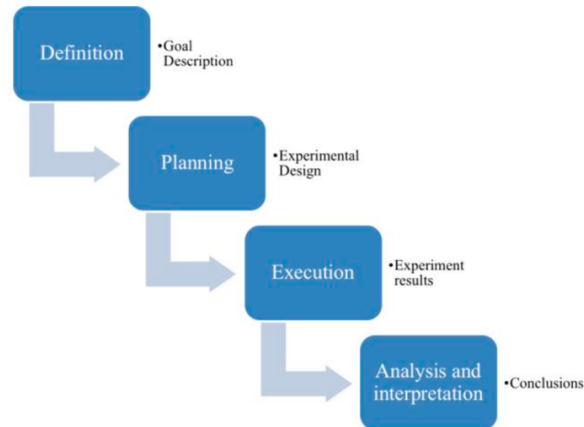 Definition
•Goal
Description
Planning
•Experimental
Design
Execution
•Experiment
results
Analysis and
interpretation
•Conclusions